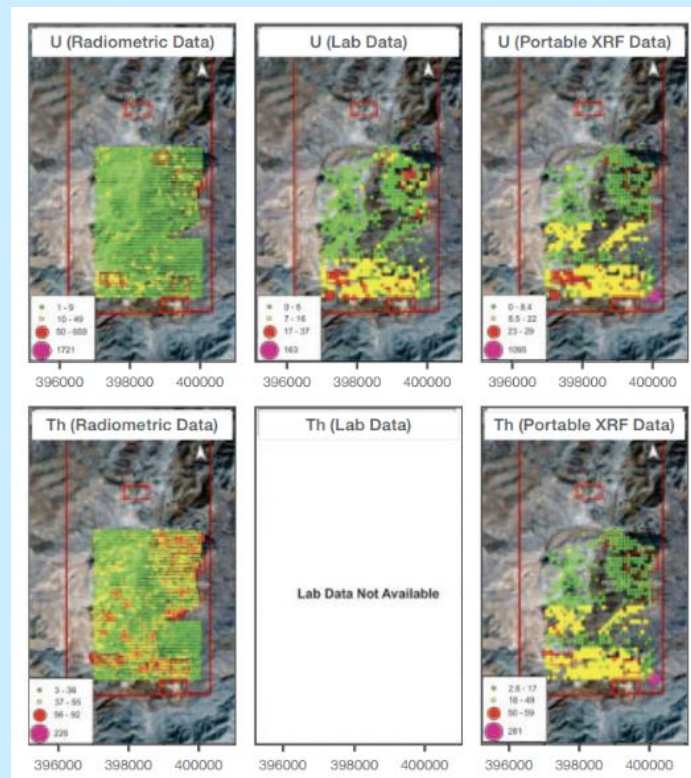 U (Radiometric Data)
U (Lab Data)
U (Portable XRF Data)
1 - 9
10 - 49
50 - 659
1721
0 - 6
7 - 16
17 - 37
163
0 - 8.4
8.5 - 22
23 - 29
1095
396000 398000 400000
396000 398000 400000
396000 398000 400000
Th (Radiometric Data)
Th (Lab Data)
Th (Portable XRF Data)
Lab Data Not Available
3 - 36
37 - 55
56 - 92
226
2.6 - 17
18 - 49
50 - 59
281
396000 398000 400000
396000 398000 400000
396000 398000 400000